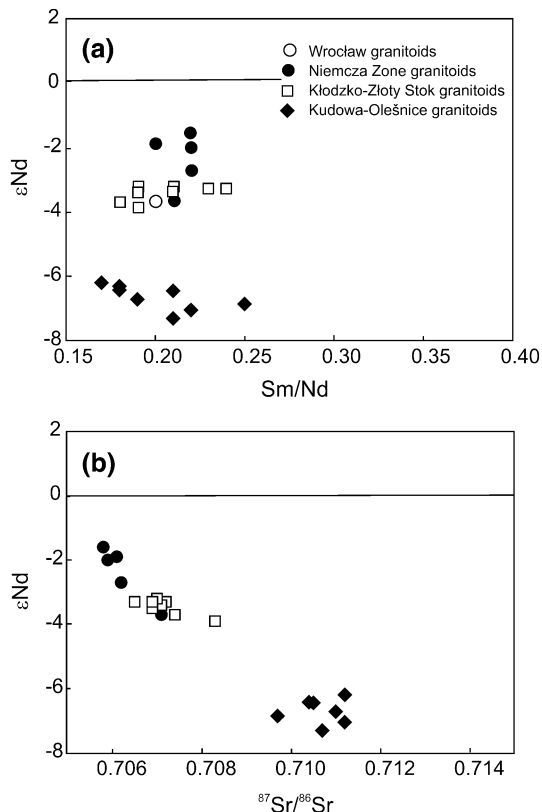 2
(a)
Wrocław granitoids
Niemcza Zone granitoids
Kłodzko-Złoty Stok granitoids
Kudowa-Olešnice granitoids
0
-2
-4
-6
-8
εNd
0.15 0.20 0.25 0.30 0.35 0.40
Sm/Nd
2
(b)
0
-2
-4
-6
-8
εNd
0.706 0.708 0.710 0.712 0.714
⁸⁷Sr/⁸⁶Sr